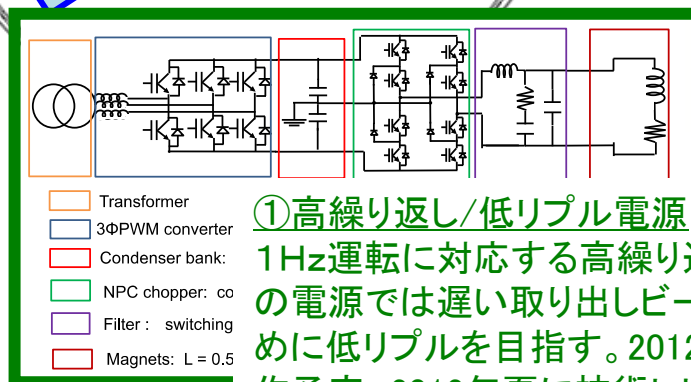 Transformer
3ΦPWM converter
Condenser bank:
NPC chopper:
Filter : switching
Magnets: L = 0.5
①高繰り返し/低リプル電源
1Hz運転に対応する高繰り返
の電源では遅い取り出しビー
めに低リプルを目指す。2012